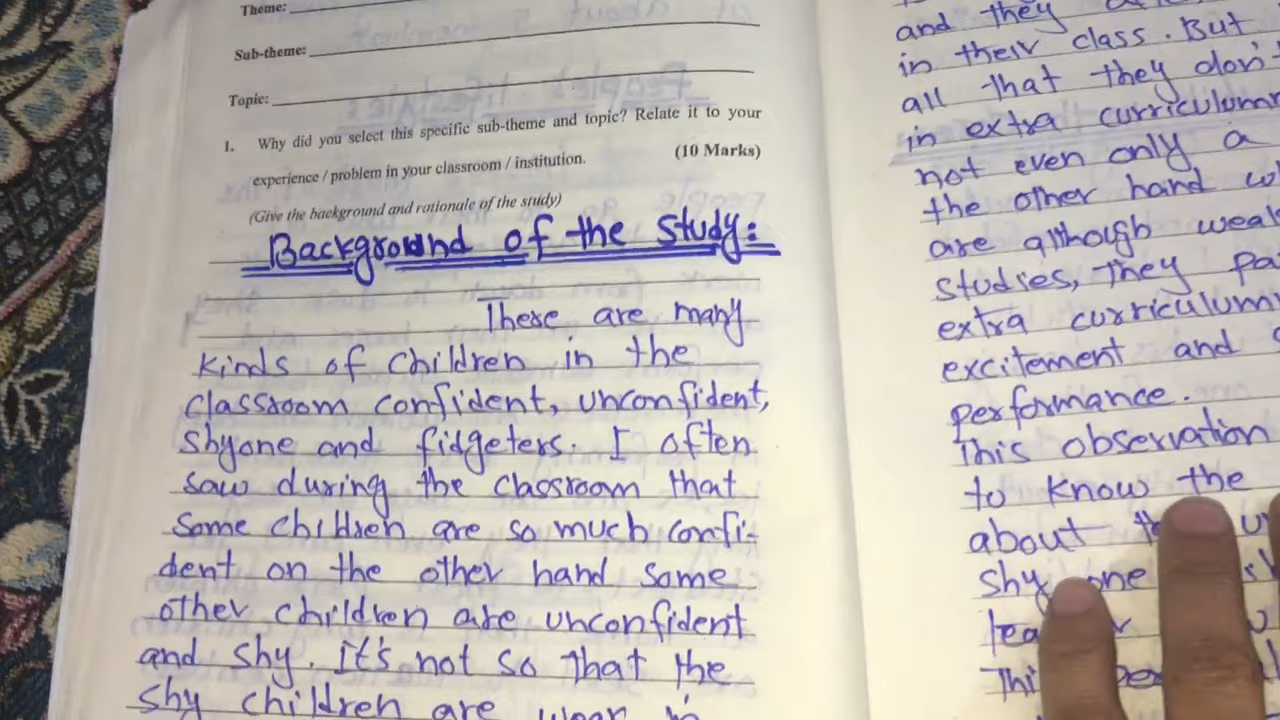 Theme:
Sub-theme:
Topic:
1. Why did you select this specific sub-theme and topic? Relate it to your
experience / problem in your classroom / institution. (10 Marks)
(Give the background and rationale of the study)
Background of the study:
There are many
kinds of children in the
classroom confident, unconfident,
shyone and fidgeters. I often
saw during the classroom that
some children are so much confi-
dent on the other hand some
other children are unconfident
and shy. it's not so that the
shy children are
and they
in their class. But
all that they don't
in extra curriculum
not even only a
the other hand
are although weak
studies, they
extra curriculum
excitement and
performance.
This observation
to know the
about
shy one